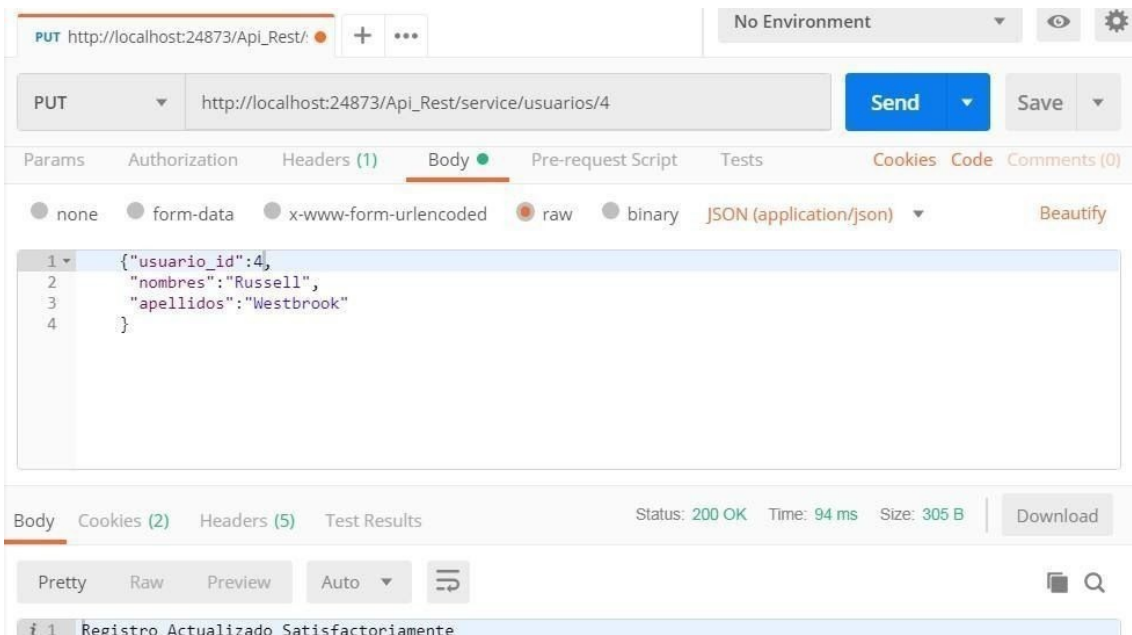 PUT http://localhost:24873/Api_Rest/: + ••• No Environment
PUT http://localhost:24873/Api_Rest/service/usuarios/4 Send Save
Params Authorization Headers (1) Body Pre-request Script Tests Cookies Code Comments (0)
none form-data x-www-form-urlencoded raw binary JSON (application/json) Beautify
1 {"usuario_id":4,
2 "nombres":"Russell",
3 "apellidos":"Westbrook"
4 }
Body Cookies (2) Headers (5) Test Results Status: 200 OK Time: 94 ms Size: 305 B Download
Pretty Raw Preview Auto
i 1 Registro Actualizado Satisfactoriamente